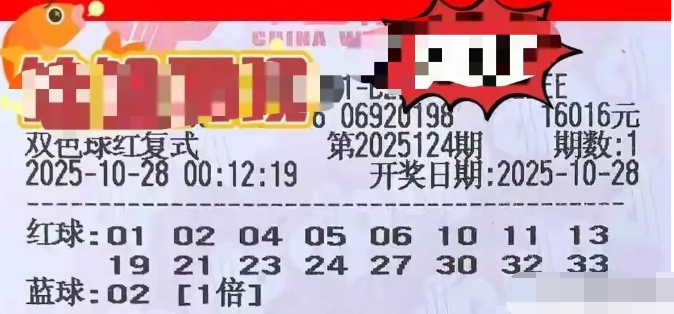 CHINA W
06920198 16016元
双色球红复式 第2025124期 期数:1
2025-10-28 00:12:19 开奖日期:2025-10-28
红球:01 02 04 05 06 10 11 13
19 21 23 24 27 30 32 33
蓝球:02 [1倍]